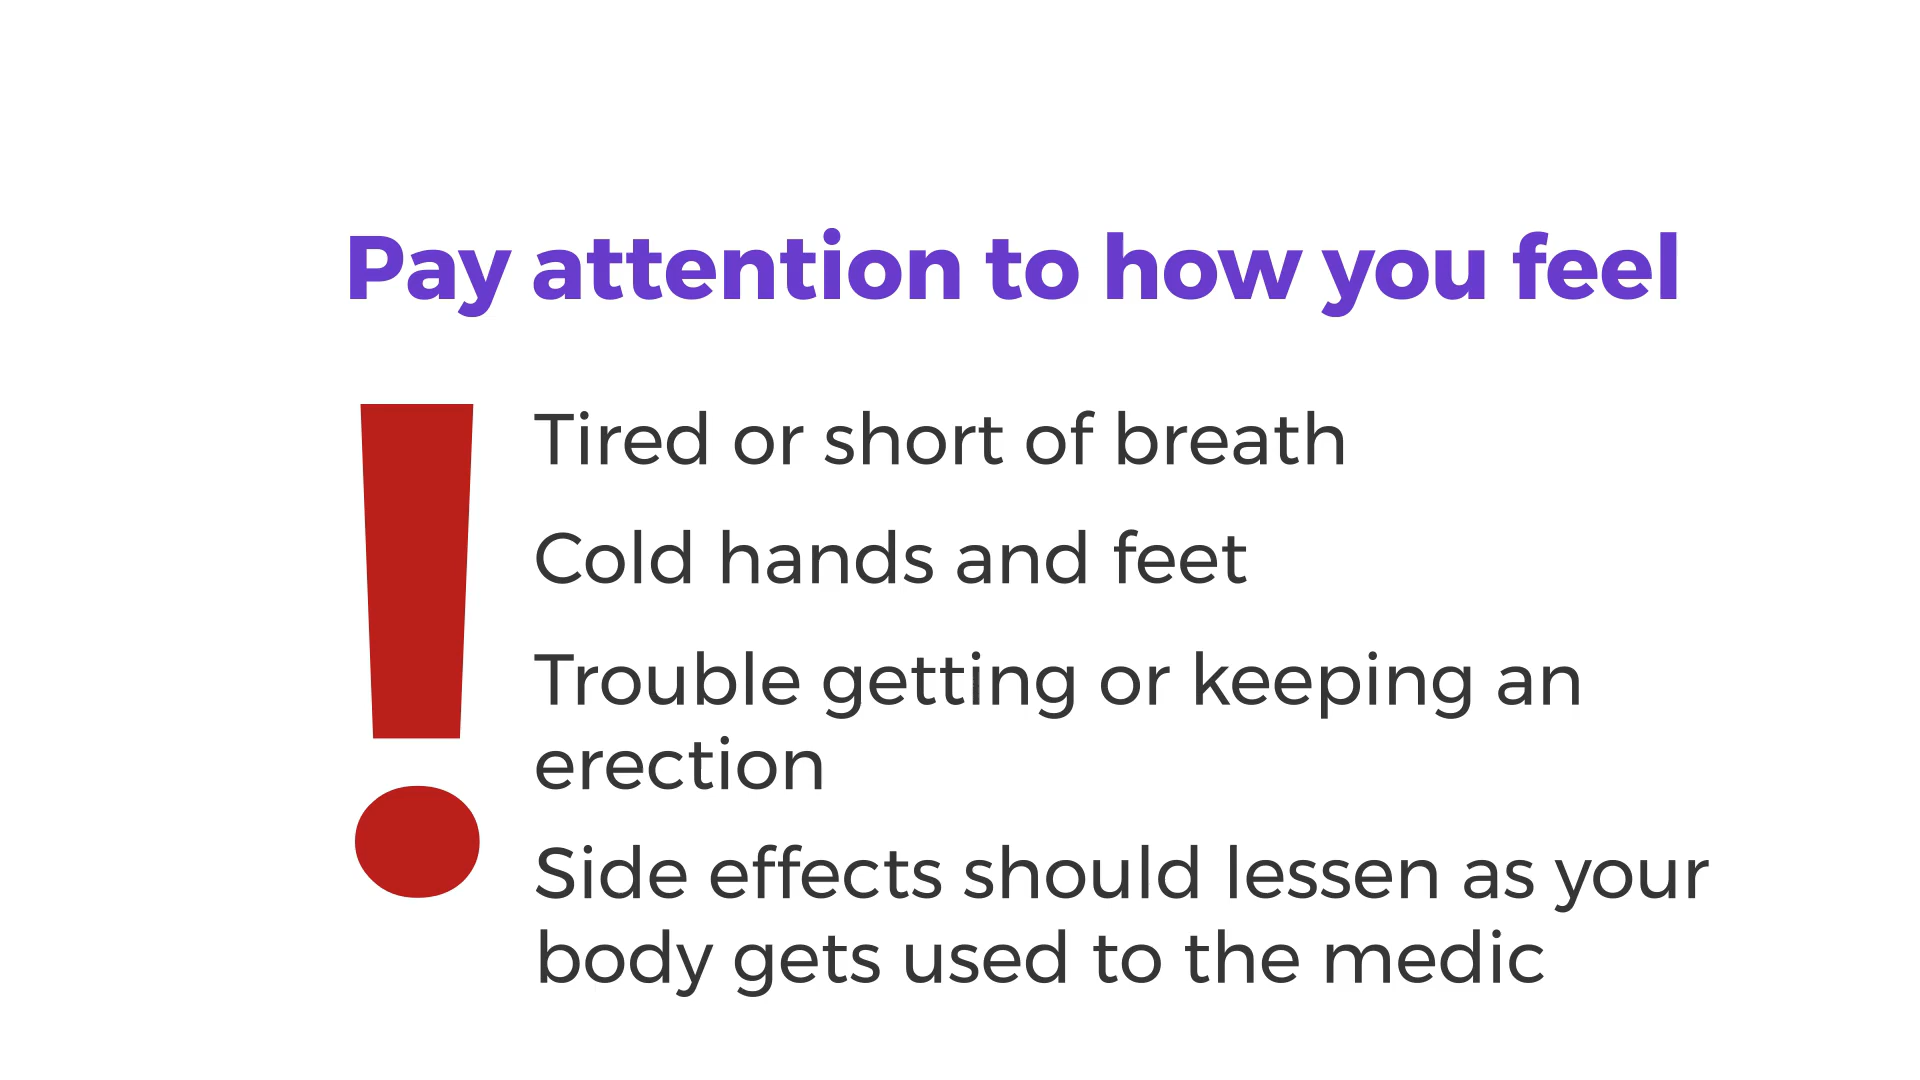 Pay attention to how you feel
Tired or short of breath
Cold hands and feet
Trouble getting or keeping an
erection
Side effects should lessen as your
body gets used to the medic